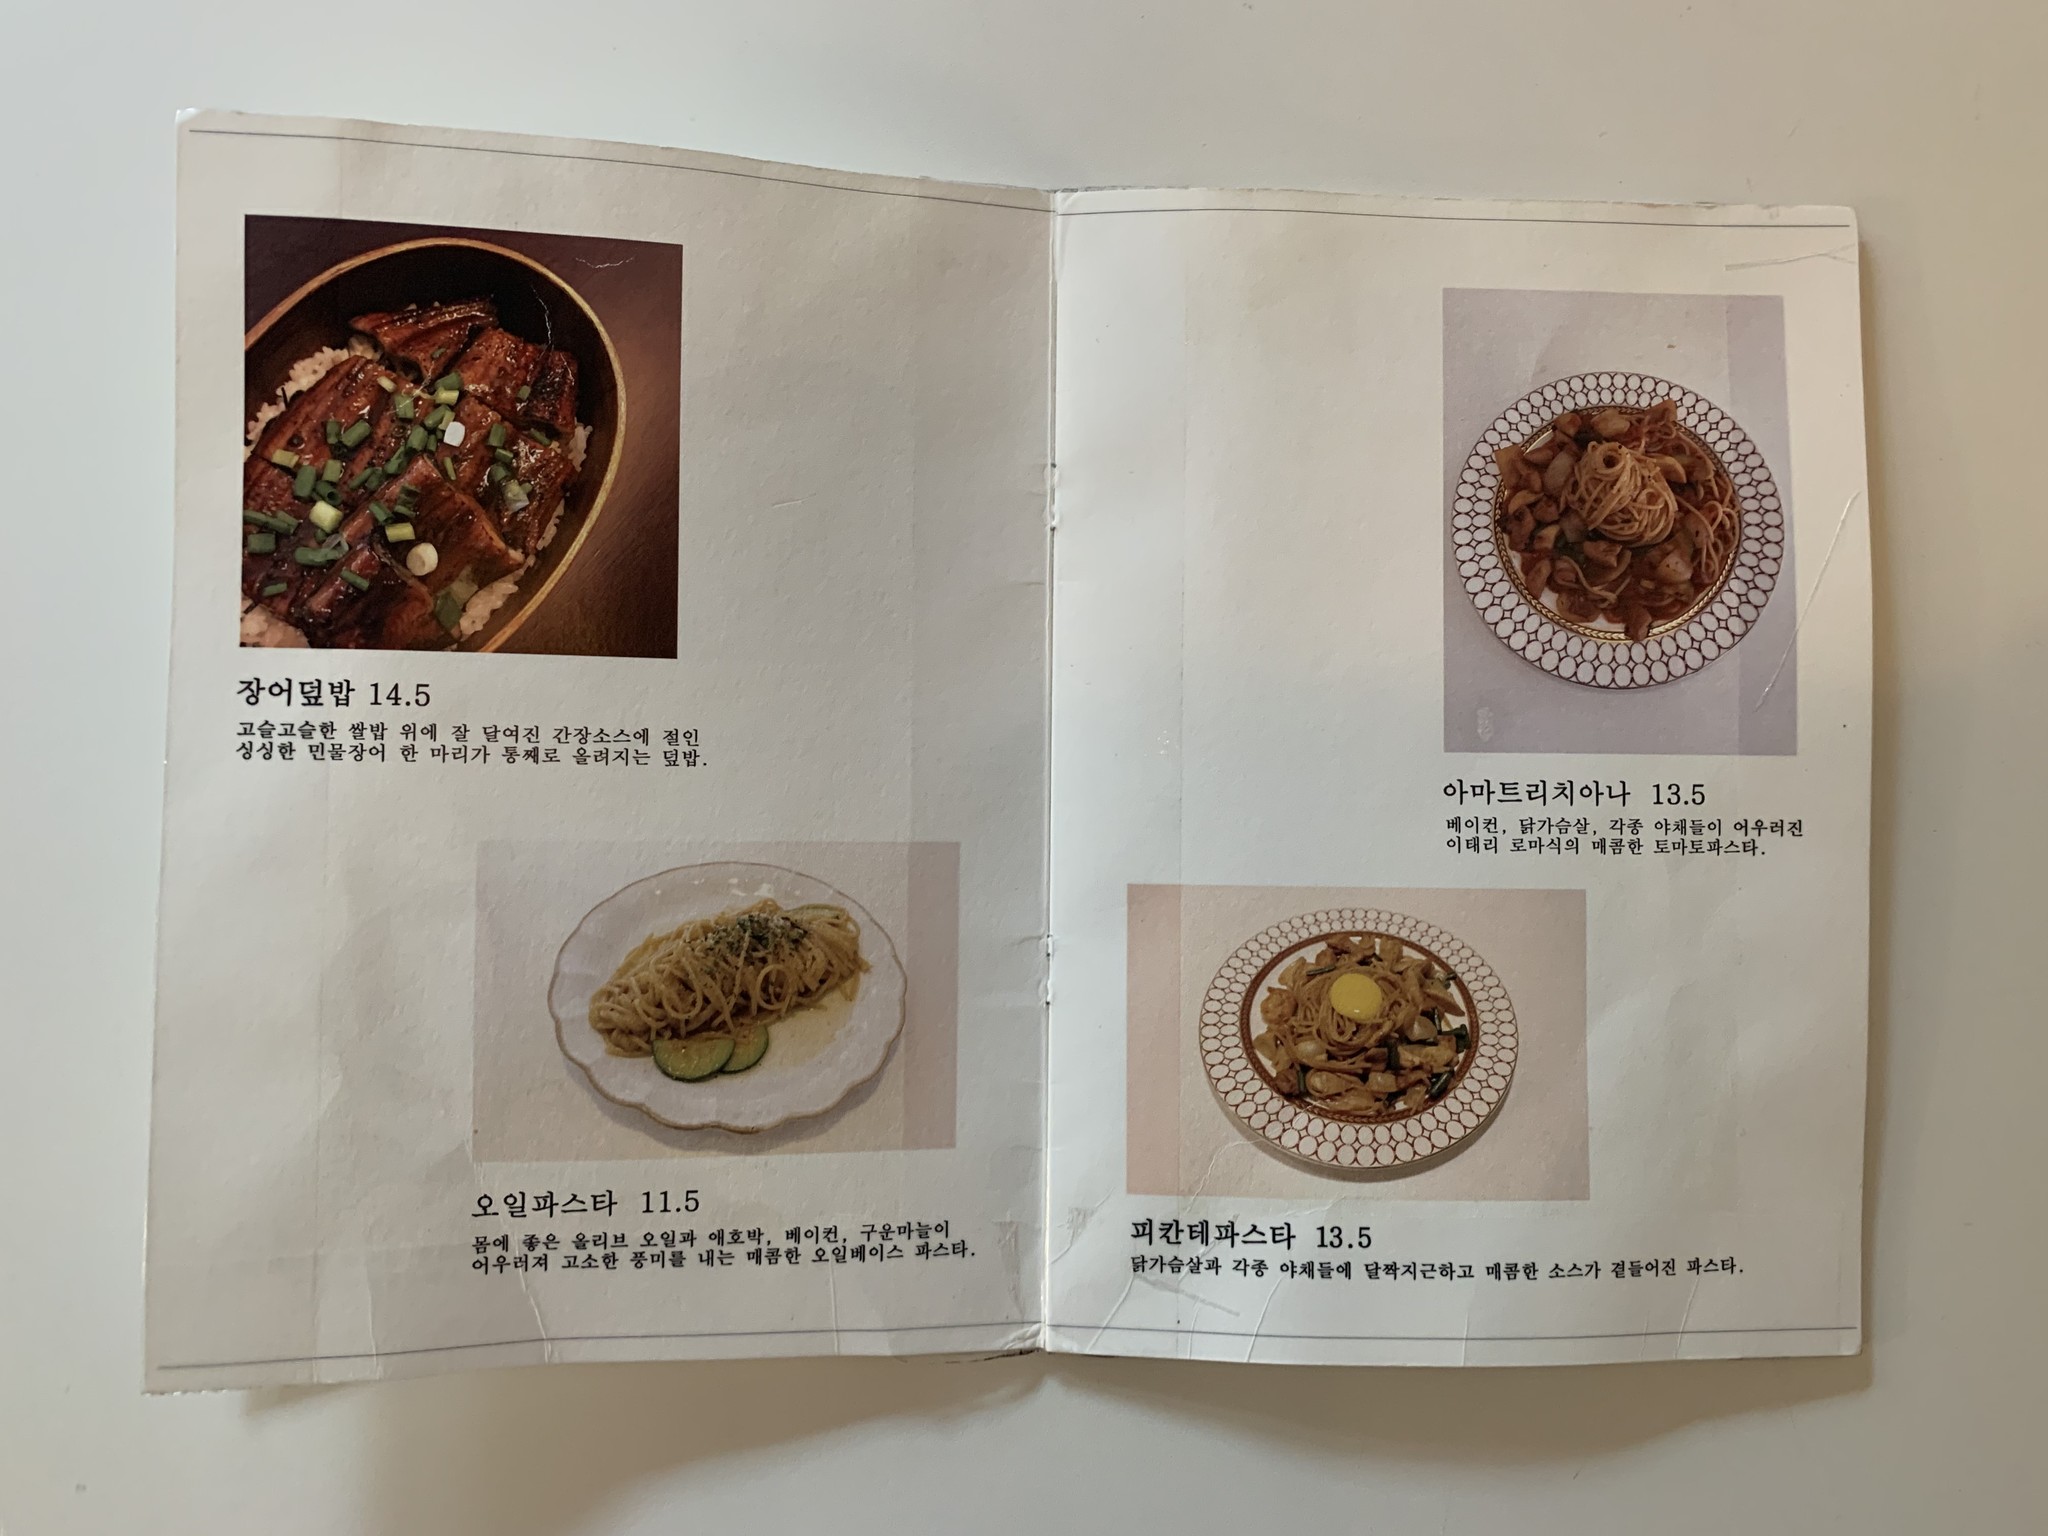 장어덮밥 14.5
고슬고슬한 쌀밥 위에 잘 달여진 간장소스에 절인
싱싱한 민물장어 한 마리가 통째로 올려지는 덮밥.
오일파스타 11.5
몸에 좋은 올리브 오일과 애호박, 베이컨, 구운마늘이
어우러져 고소한 풍미를 내는 매콤한 오일베이스 파스타.
아마트리치아나 13.5
베이컨, 닭가슴살, 각종 야채들이 어우러진
이태리 로마식의 매콤한 토마토파스타.
피칸테파스타 13.5
닭가슴살과 각종 야채들에 달짝지근하고 매콤한 소스가 곁들어진 파스타.